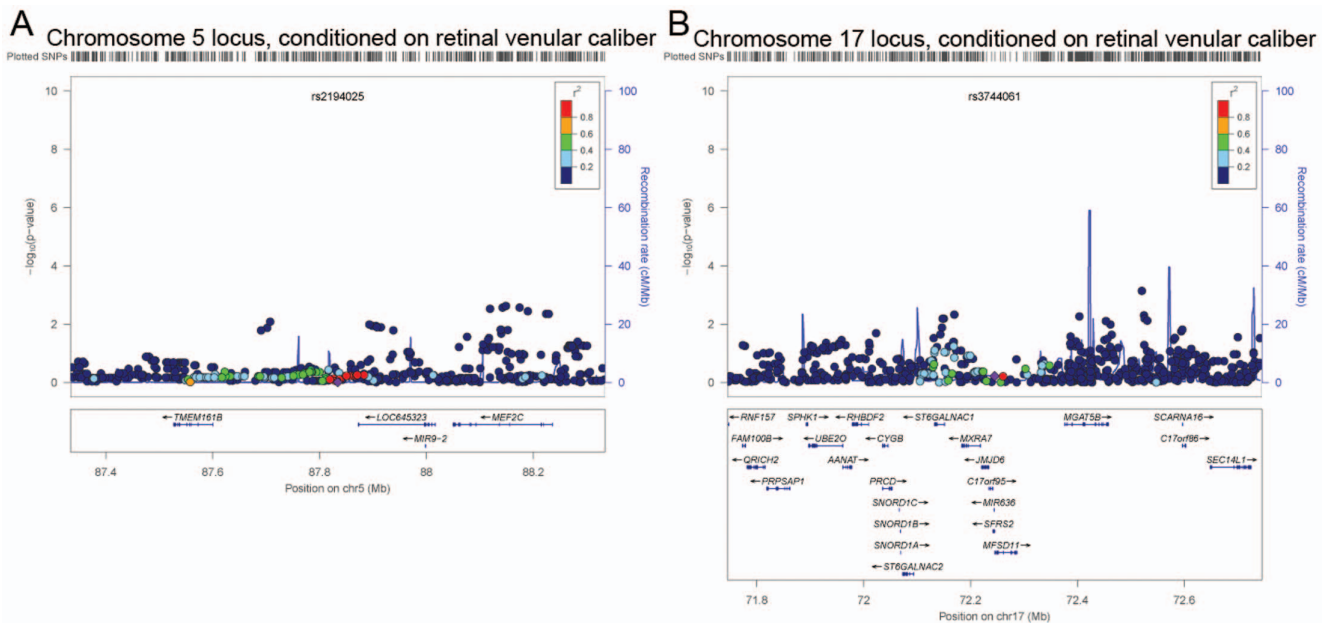 A
Chromosome 5 locus, conditioned on retinal venular caliber
Plotted SNPs
rs2194025
r²
0.8
0.6
0.4
0.2
10
8
6
4
2
0
−log₁₀(p−value)
100
80
60
40
20
0
Recombination rate (cM/Mb)
←TMEM161B
←LOC645323
←MEF2C
←MIR9−2
87.4 87.6 87.8 88 88.2
Position on chr5 (Mb)
B
Chromosome 17 locus, conditioned on retinal venular caliber
Plotted SNPs
rs3744061
r²
0.8
0.6
0.4
0.2
10
8
6
4
2
0
−log₁₀(p−value)
100
80
60
40
20
0
Recombination rate (cM/Mb)
←RNF157 SPHK1→ ←RHBDF2 ←ST6GALNAC1 MGAT5B→ SCARNA16→
FAM100B→ ←UBE2O ←CYGB ←MXRA7 C17orf86→
←QRICH2 AANAT→ ←JMJD6 SEC14L1→
←PRPSAP1 PRCD→ C17orf95→
SNORD1C→ ←MIR636
SNORD1B→ ←SFRS2
SNORD1A→ MFSD11→
←ST6GALNAC2
71.8 72 72.2 72.4 72.6
Position on chr17 (Mb)